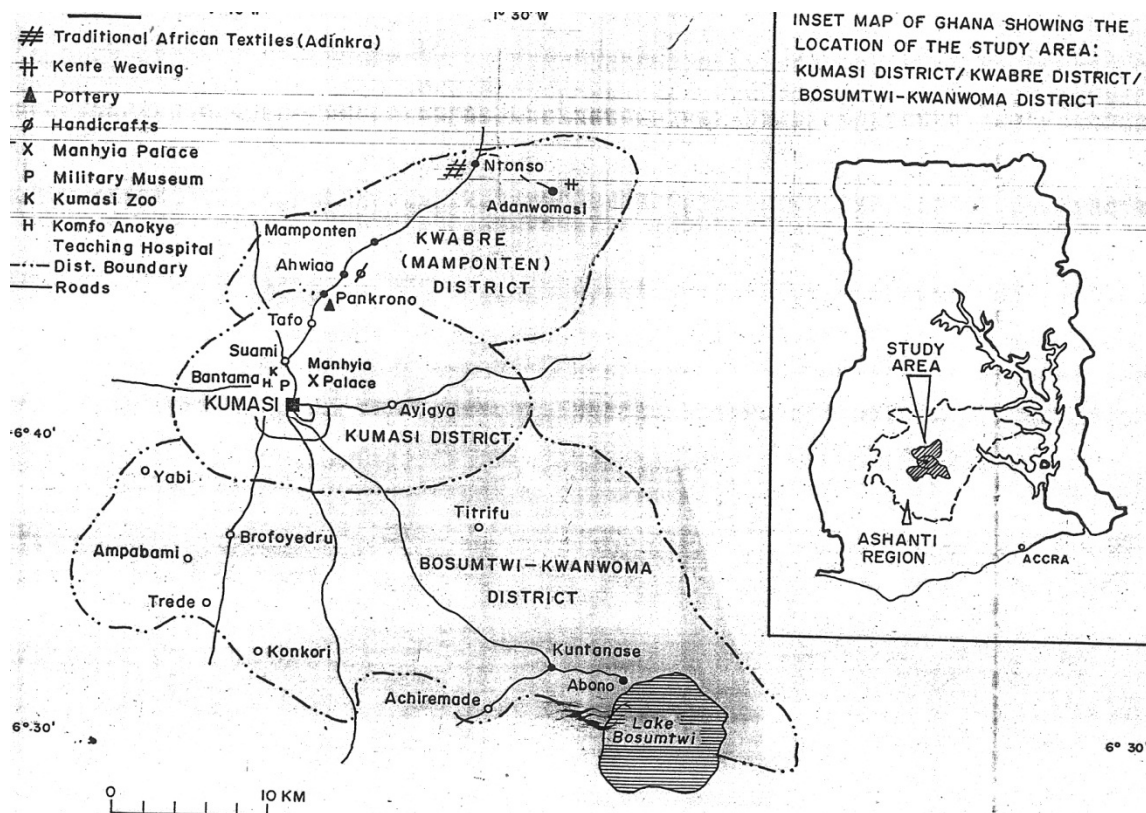 1° 30' W
Traditional African Textiles (Adinkra)
Kente Weaving
Pottery
Handicrafts
X Manhyia Palace
P Military Museum
K Kumasi Zoo
H Komfo Anokye
Teaching Hospital
Dist. Boundary
Roads
INSET MAP OF GHANA SHOWING THE
LOCATION OF THE STUDY AREA:
KUMASI DISTRICT/ KWABRE DISTRICT/
BOSUMTWI-KWANWOMA DISTRICT
Ntonso
Adanwomasi
Mamponten
KWABRE
(MAMPONTEN)
DISTRICT
Ahwiaa
Pankrono
Tafo
Suami
Manhyia
X Palace
K
H P
Bantama
KUMASI
Ayigya
KUMASI DISTRICT
6° 40'
Yabi
Titrifu
Brofoyedru
Ampabami
BOSUMTWI-KWANWOMA
DISTRICT
Trede
Konkori
Kuntanase
Abono
Achiremade
Lake
Bosumtwi
6° 30'
6° 30'
0 10 KM
STUDY
AREA
ASHANTI
REGION
ACCRA